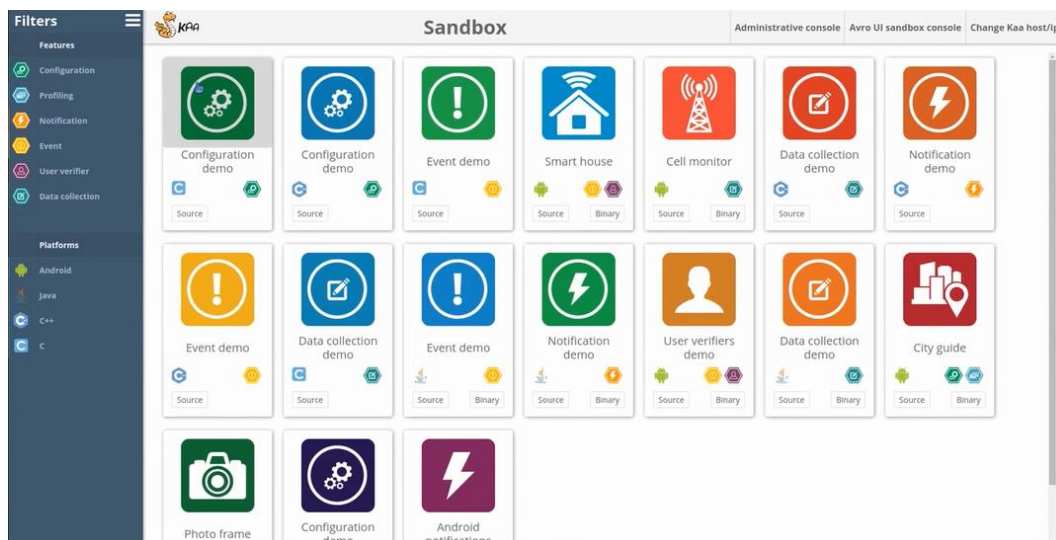 Filters
KAA
Sandbox
Administrative console
Avro UI sandbox console
Change Kaa host/ip
Features
Configuration
Profiling
Notification
Event
User verifier
Data collection
Platforms
Android
Java
C++
C
Configuration
demo
Source
Configuration
demo
Source
Event demo
Source
Smart house
Source Binary
Cell monitor
Source Binary
Data collection
demo
Source
Notification
demo
Source
Event demo
Source
Data collection
demo
Source
Event demo
Source Binary
Notification
demo
Source Binary
User verifiers
demo
Source Binary
Data collection
demo
Source Binary
City guide
Source Binary
Photo frame
Configuration
demo
Android
notifications